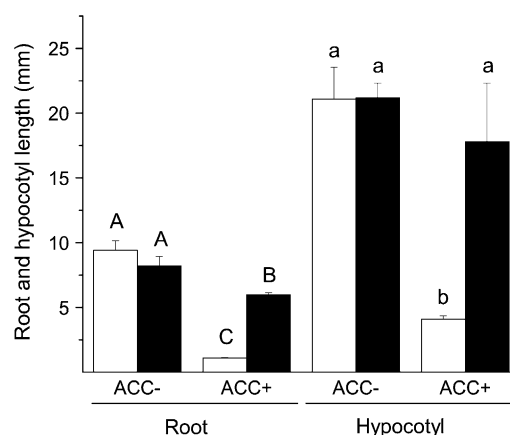 Root and hypocotyl length (mm)
25
20
15
10
5
A
A
C
B
a
a
b
a
ACC-
ACC+
ACC-
ACC+
Root
Hypocotyl